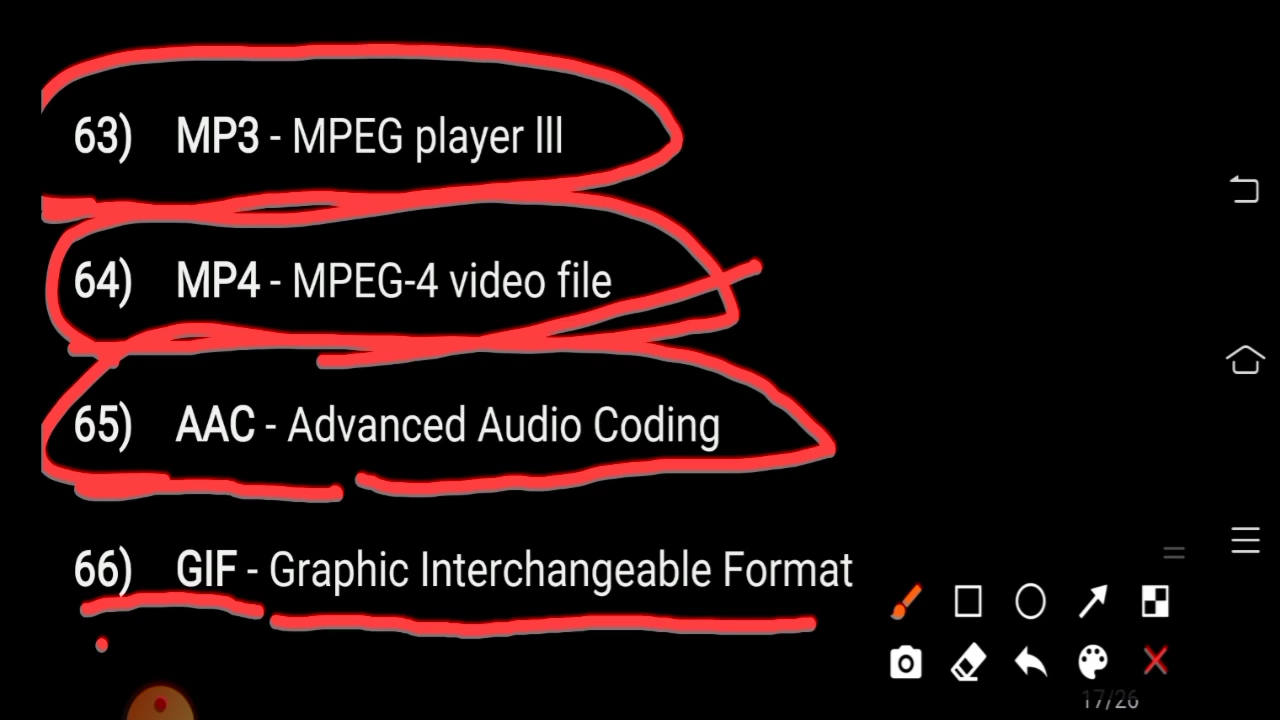 63) MP3 - MPEG player lll
64) MP4 - MPEG-4 video file
65) AAC - Advanced Audio Coding
66) GIF - Graphic Interchangeable Format
17/26